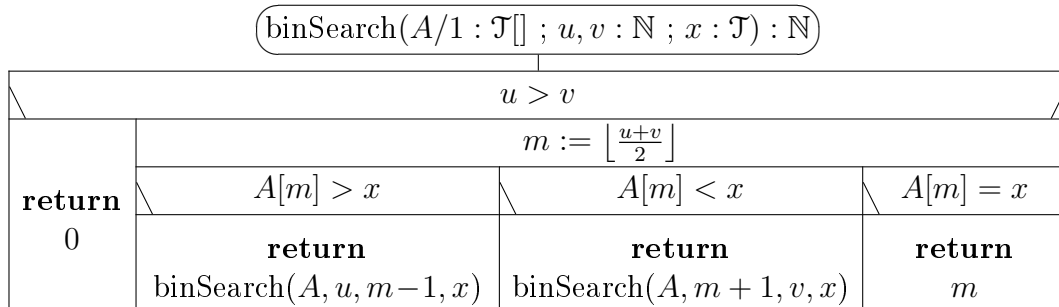 binSearch(A/1 : 𝒯[] ; u, v : ℕ ; x : 𝒯) : ℕ
u > v
m := ⌊(u+v)/2⌋
return
0
A[m] > x
A[m] < x
A[m] = x
return
binSearch(A, u, m−1, x)
return
binSearch(A, m + 1, v, x)
return
m